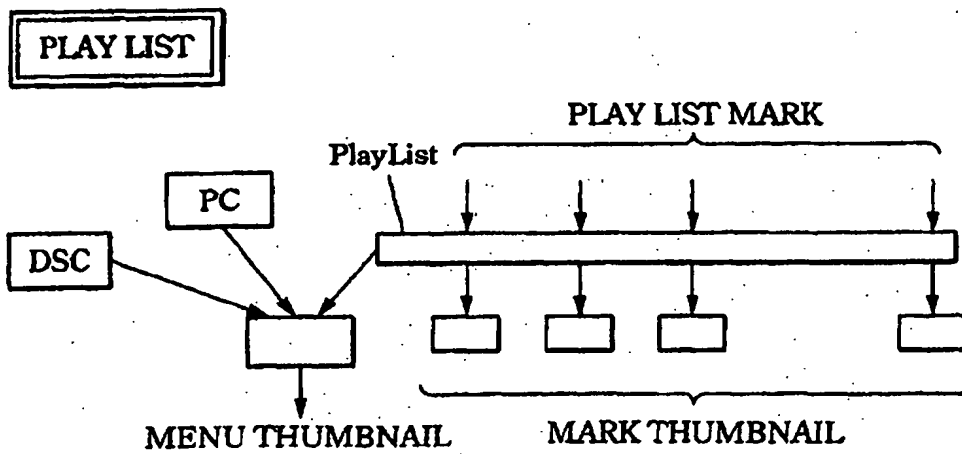 PLAY LIST
PLAY LIST MARK
PlayList
PC
DSC
MENU THUMBNAIL
MARK THUMBNAIL